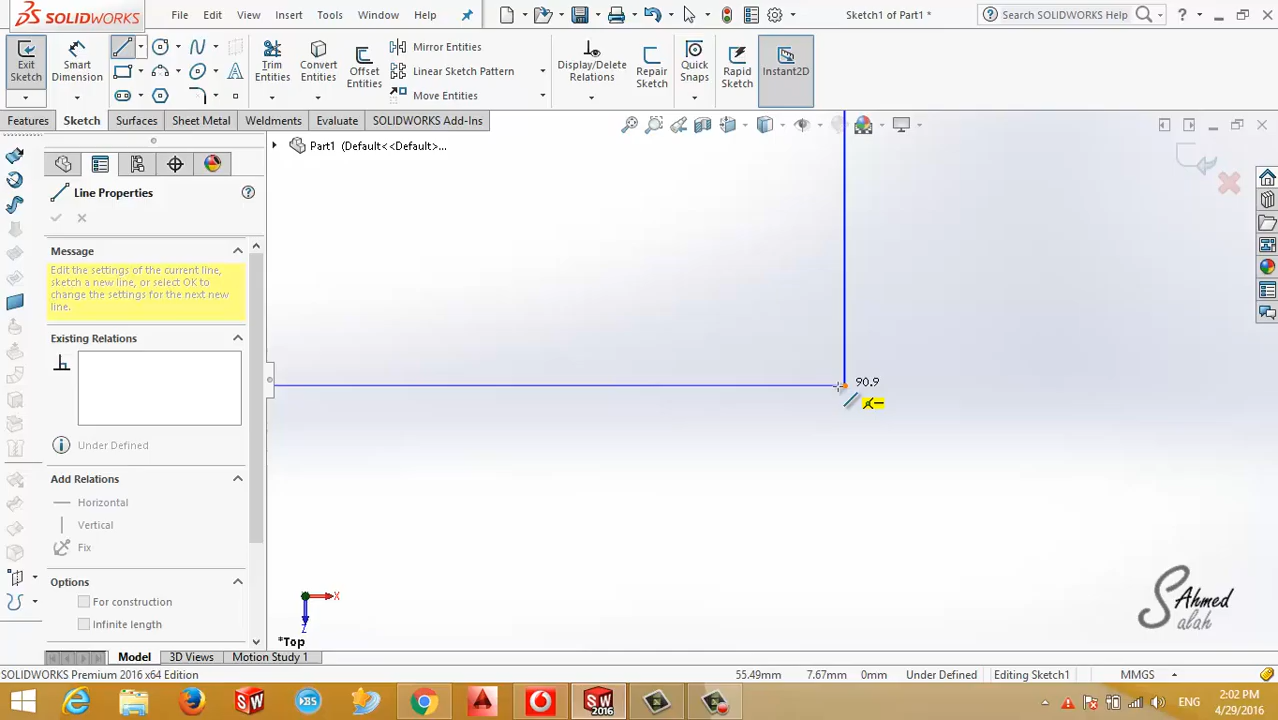 SOLIDWORKS
File Edit View Insert Tools Window Help
Sketch1 of Part1 *
Search SOLIDWORKS Help
Exit Sketch
Smart Dimension
Trim Entities
Convert Entities
Offset Entities
Mirror Entities
Linear Sketch Pattern
Move Entities
Display/Delete Relations
Repair Sketch
Quick Snaps
Rapid Sketch
Instant2D
Features Sketch Surfaces Sheet Metal Weldments Evaluate SOLIDWORKS Add-Ins
Part1 (Default<<Default>...
Line Properties
Message
Edit the settings of the current line, sketch a new line, or select OK to change the settings for the next new line.
Existing Relations
Under Defined
Add Relations
Horizontal
Vertical
Fix
Options
For construction
Infinite length
90.9
X
Z
*Top
Ahmed
Salah
Model 3D Views Motion Study 1
SOLIDWORKS Premium 2016 x64 Edition
55.49mm 7.67mm 0mm Under Defined Editing Sketch1 MMGS
SW
KBS
SW
2016
ENG
2:02 PM
4/29/2016